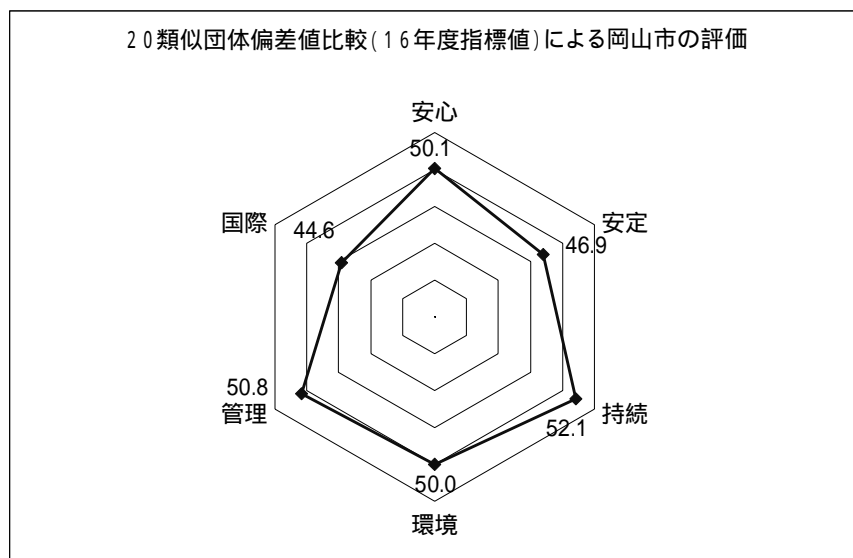 20類似団体偏差値比較(16年度指標値)による岡山市の評価
安心
50.1
国際
44.6
安定
46.9
50.8
管理
持続
52.1
50.0
環境